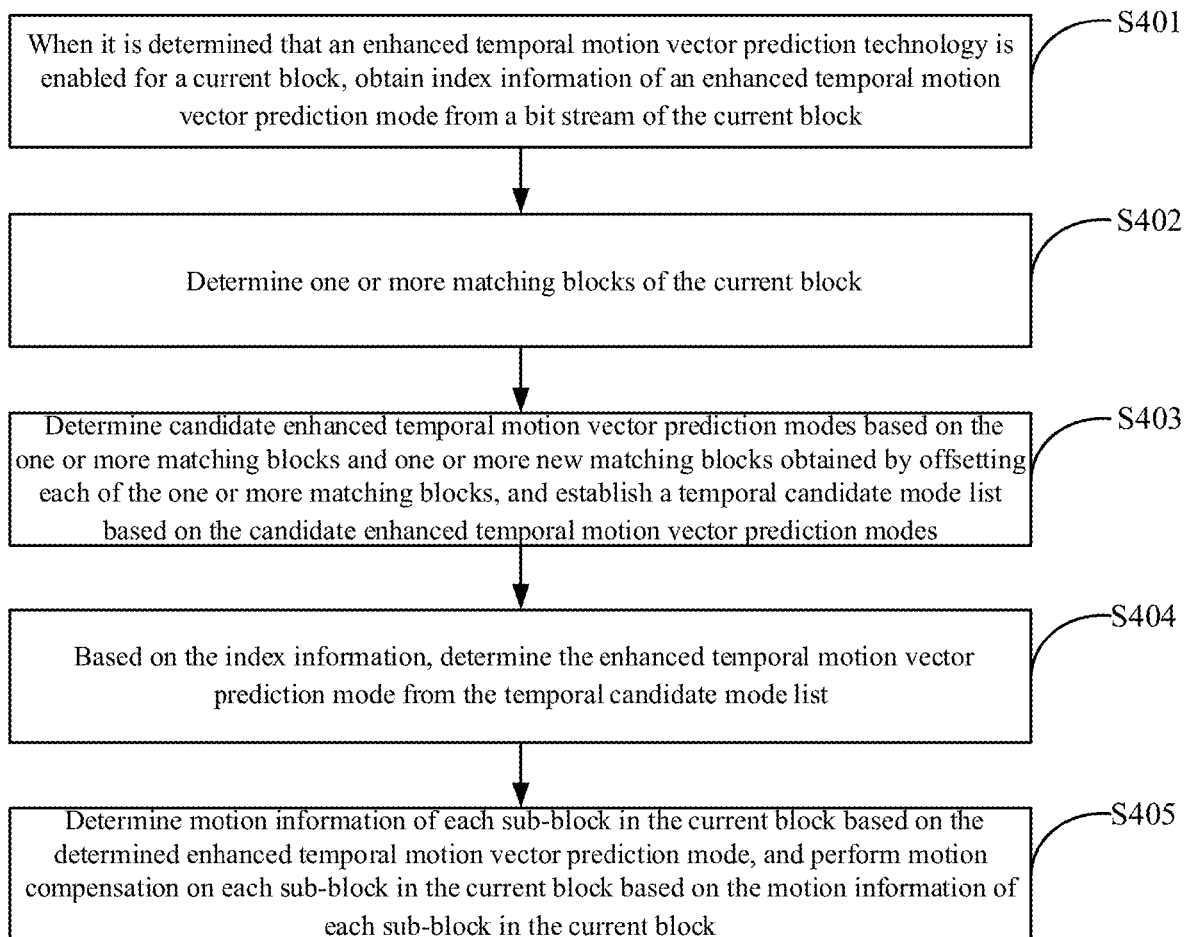 S401
When it is determined that an enhanced temporal motion vector prediction technology is
enabled for a current block, obtain index information of an enhanced temporal motion
vector prediction mode from a bit stream of the current block
S402
Determine one or more matching blocks of the current block
S403
Determine candidate enhanced temporal motion vector prediction modes based on the
one or more matching blocks and one or more new matching blocks obtained by offsetting
each of the one or more matching blocks, and establish a temporal candidate mode list
based on the candidate enhanced temporal motion vector prediction modes
S404
Based on the index information, determine the enhanced temporal motion vector
prediction mode from the temporal candidate mode list
S405
Determine motion information of each sub-block in the current block based on the
determined enhanced temporal motion vector prediction mode, and perform motion
compensation on each sub-block in the current block based on the motion information of
each sub-block in the current block